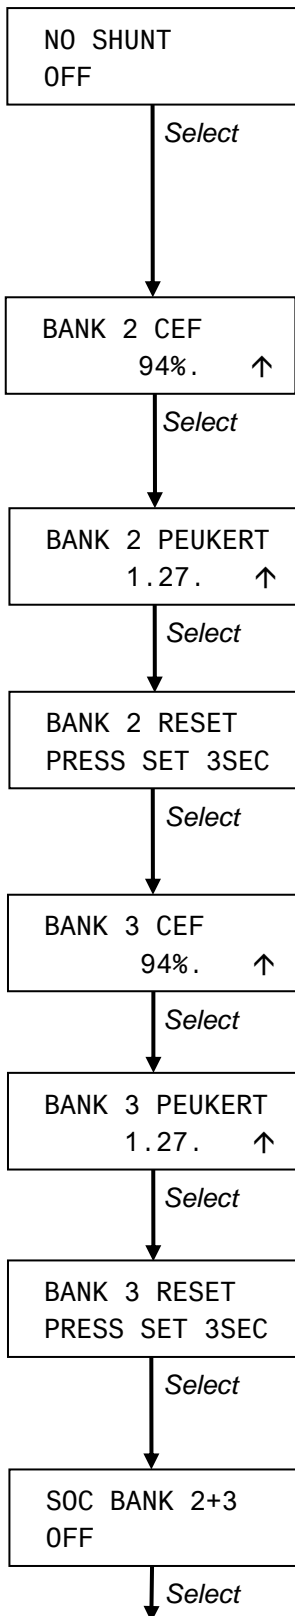 NO SHUNT
OFF
Select
BANK 2 CEF
94%. ↑
Select
BANK 2 PEUKERT
1.27. ↑
Select
BANK 2 RESET
PRESS SET 3SEC
Select
BANK 3 CEF
94%. ↑
Select
BANK 3 PEUKERT
1.27. ↑
Select
BANK 3 RESET
PRESS SET 3SEC
Select
SOC BANK 2+3
OFF
Select